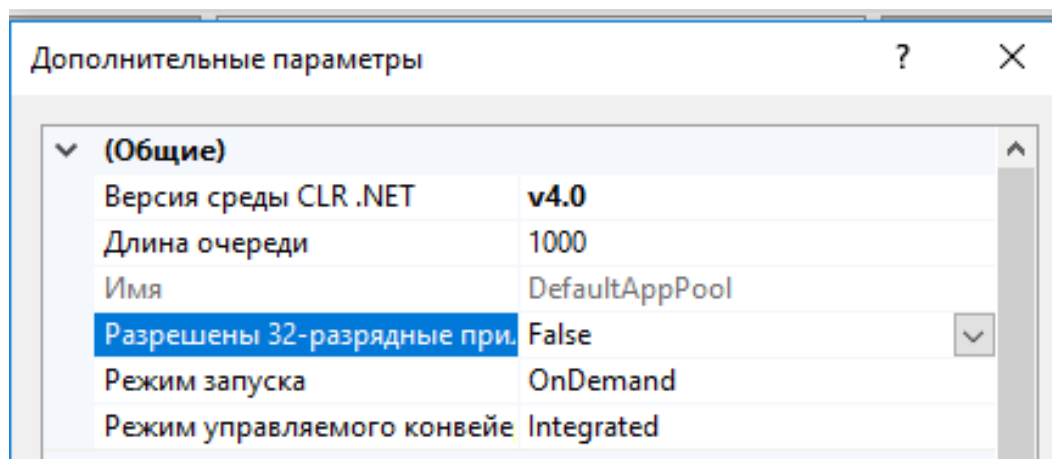 Дополнительные параметры ? ×
(Общие)
Версия среды CLR .NET v4.0
Длина очереди 1000
Имя DefaultAppPool
Разрешены 32-разрядные при. False
Режим запуска OnDemand
Режим управляемого конвейе Integrated